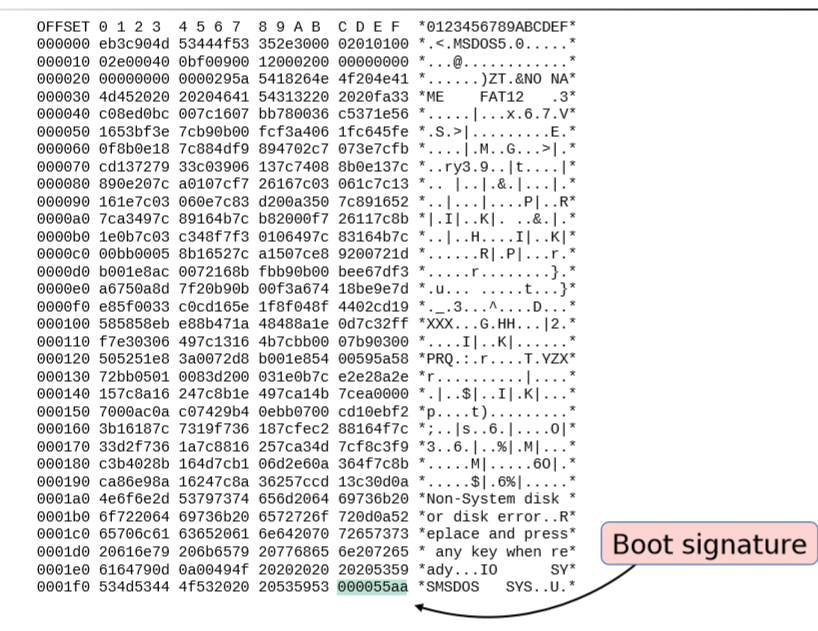 OFFSET 0 1 2 3 4 5 6 7 8 9 A B C D E F *0123456789ABCDEF*
000000 eb3c904d 53444f53 352e3000 02010100 *.<.MSDOS5.0.....*
000010 02e00040 0bf00900 12000200 00000000 *...@............*
000020 00000000 0000295a 5418264e 4f204e41 *......)ZT.&NO NA*
000030 4d452020 20204641 54313220 2020fa33 *ME    FAT12   .3*
000040 c08ed0bc 007c1607 bb780036 c5371e56 *.....|...x.6.7.V*
000050 1653bf3e 7cb90b00 fcf3a406 1fc645fe *.S.>|.........E.*
000060 0f8b0e18 7c884df9 894702c7 073e7cfb *....|.M..G...>|.*
000070 cd137279 33c03906 137c7408 8b0e137c *..ry3.9..|t....|*
000080 890e207c a0107cf7 26167c03 061c7c13 *.. |..|.&.|...|.*
000090 161e7c03 060e7c83 d200a350 7c891652 *..|...|....P|..R*
0000a0 7ca3497c 89164b7c b82000f7 26117c8b *|.I|..K|. ..&.|.*
0000b0 1e0b7c03 c348f7f3 0106497c 83164b7c *..|..H....I|..K|*
0000c0 00bb0005 8b16527c a1507ce8 9200721d *......R|.P|...r.*
0000d0 b001e8ac 0072168b fbb90b00 bee67df3 *.....r........}.*
0000e0 a6750a8d 7f20b90b 00f3a674 18be9e7d *.u... .....t...}*
0000f0 e85f0033 c0cd165e 1f8f048f 4402cd19 *._.3...^....D...*
000100 585858eb e88b471a 48488a1e 0d7c32ff *XXX...G.HH...|2.*
000110 f7e30306 497c1316 4b7cbb00 07b90300 *....I|..K|......*
000120 505251e8 3a0072d8 b001e854 00595a58 *PRQ.:.r....T.YZX*
000130 72bb0501 0083d200 031e0b7c e2e28a2e *r..........|....*
000140 157c8a16 247c8b1e 497ca14b 7cea0000 *.|..$|..I|.K|...*
000150 7000ac0a c07429b4 0ebb0700 cd10ebf2 *p....t).........*
000160 3b16187c 7319f736 187cfec2 88164f7c *;..|s..6.|....O|*
000170 33d2f736 1a7c8816 257ca34d 7cf8c3f9 *3..6.|..%|.M|...*
000180 c3b4028b 164d7cb1 06d2e60a 364f7c8b *.....M|.....6O|.*
000190 ca86e98a 16247c8a 36257ccd 13c30d0a *.....$|.6%|.....*
0001a0 4e6f6e2d 53797374 656d2064 69736b20 *Non-System disk *
0001b0 6f722064 69736b20 6572726f 720d0a52 *or disk error..R*
0001c0 65706c61 63652061 6e642070 72657373 *eplace and press*
0001d0 20616e79 206b6579 20776865 6e207265 * any key when re*
0001e0 6164790d 0a00494f 20202020 20205359 *ady...IO      SY*
0001f0 534d5344 4f532020 20535953 000055aa *SMSDOS   SYS..U.*
Boot signature